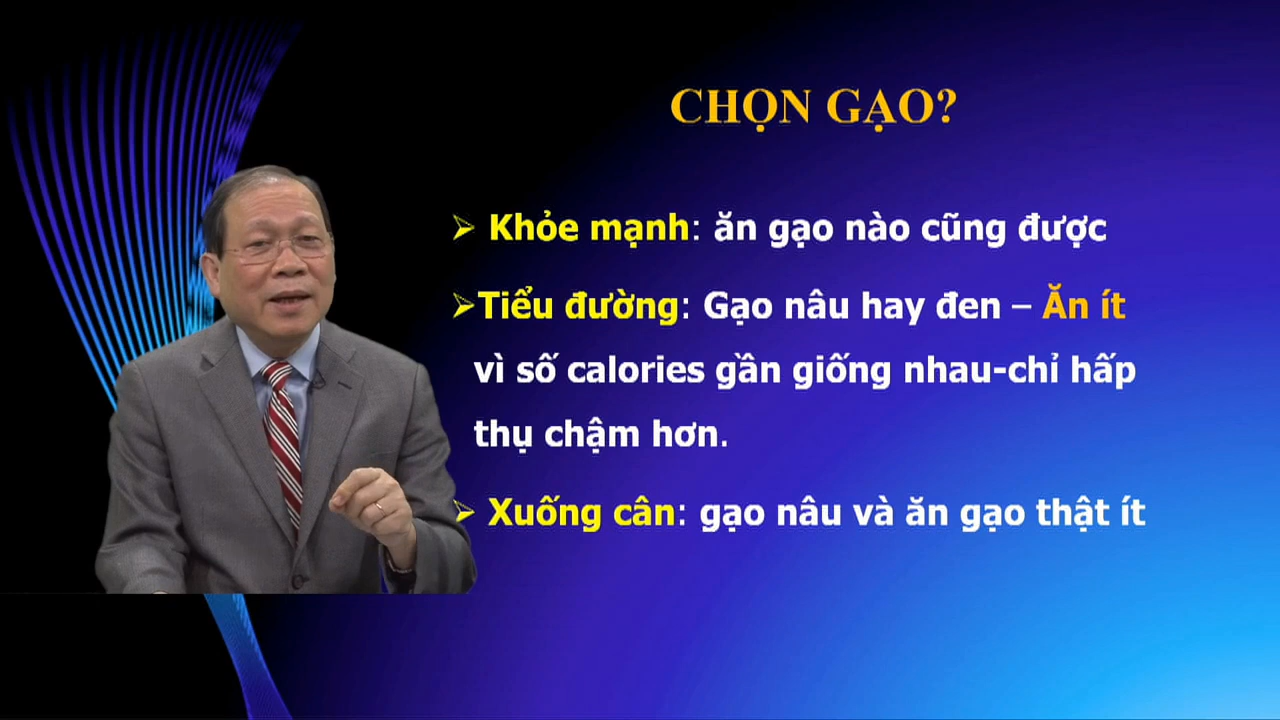 CHỌN GẠO?
➢ Khỏe mạnh: ăn gạo nào cũng được
➢Tiểu đường: Gạo nâu hay đen – Ăn ít
vì số calories gần giống nhau-chỉ hấp
thụ chậm hơn.
➢ Xuống cân: gạo nâu và ăn gạo thật ít